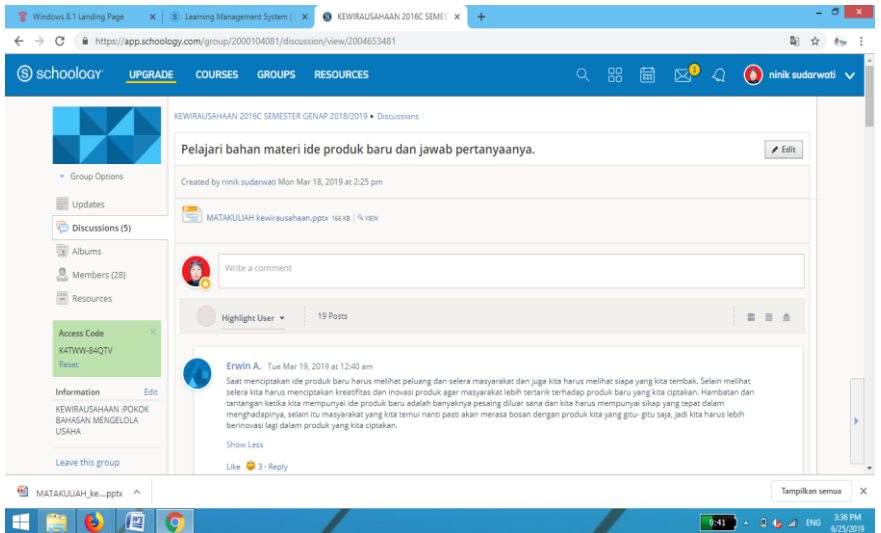 Windows 8.1 Landing Page
Learning Management System |
KEWIRAUSAHAAN 2016C SEMES
https://app.schoology.com/group/2000104081/discussion/view/2004653481
schoology UPGRADE COURSES GROUPS RESOURCES 1 ninik sudarwati
KEWIRAUSAHAAN 2016C SEMESTER GENAP 2018/2019 ▸ Discussions
Pelajari bahan materi ide produk baru dan jawab pertanyaanya.
Edit
Group Options
Created by ninik sudarwati Mon Mar 18, 2019 at 2:25 pm
Updates
Discussions (5)
Albums
Members (28)
Resources
MATAKULIAH kewirausahaan.pptx 166 KB | VIEW
Write a comment
Highlight User 19 Posts
Access Code
K4TWW-84QTV
Reset
Information Edit
KEWIRAUSAHAAN :POKOK
BAHASAN MENGELOLA
USAHA
Leave this group
Erwin A. Tue Mar 19, 2019 at 12:40 am
Saat menciptakan ide produk baru harus melihat peluang dan selera masyarakat dan juga kita harus melihat siapa yang kita tembak. Selain melihat
selera kita harus menciptakan kreatifitas dan inovasi produk agar masyarakat lebih tertarik terhadap produk baru yang kita ciptakan. Hambatan dan
tantangan ketika kita mempunyai ide produk baru adalah banyaknya pesaing diluar sana dan kita harus mempunyai sikap yang tepat dalam
menghadapinya, selain itu masyarakat yang kita temui nanti pasti akan merasa bosan dengan produk kita yang gitu- gitu saja, jadi kita harus lebih
berinovasi lagi dalam produk yang kita ciptakan.
Show Less
Like 3 · Reply
MATAKULIAH_ke....pptx
Tampilkan semua
0:41
ENG
3:36 PM
6/25/2019